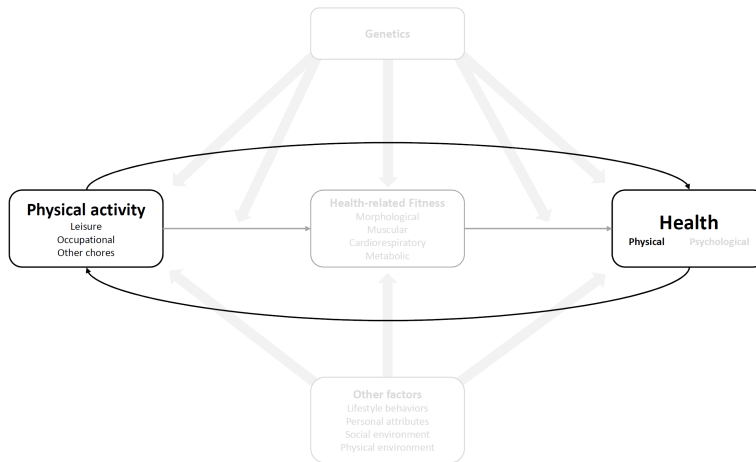 Genetics
Physical activity
Leisure
Occupational
Other chores
Health-related Fitness
Morphological
Muscular
Cardiorespiratory
Metabolic
Health
Physical Psychological
Other factors
Lifestyle behaviors
Personal attributes
Social environment
Physical environment